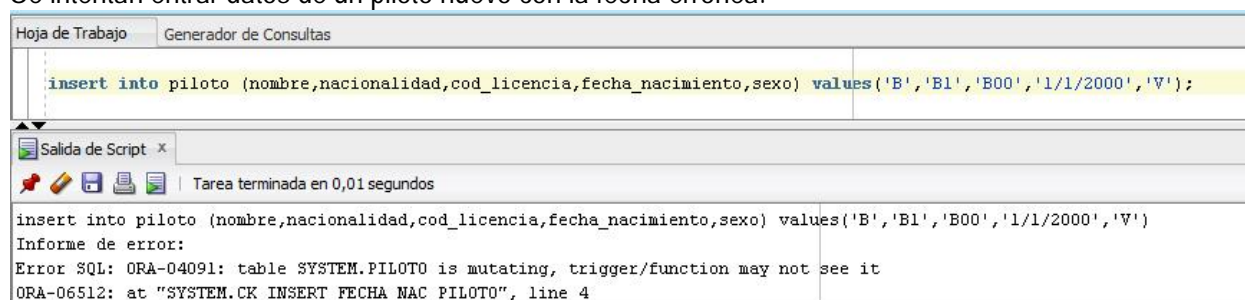 Se intentan entrar datos de un piloto nuevo con la fecha errónea:
Hoja de Trabajo Generador de Consultas
insert into piloto (nombre,nacionalidad,cod_licencia,fecha_nacimiento,sexo) values('B','B1','B00','1/1/2000','V');
Salida de Script x
Tarea terminada en 0,01 segundos
insert into piloto (nombre,nacionalidad,cod_licencia,fecha_nacimiento,sexo) values('B','B1','B00','1/1/2000','V')
Informe de error:
Error SQL: ORA-04091: table SYSTEM.PILOTO is mutating, trigger/function may not see it
ORA-06512: at "SYSTEM.CK_INSERT_FECHA_NAC_PILOTO", line 4